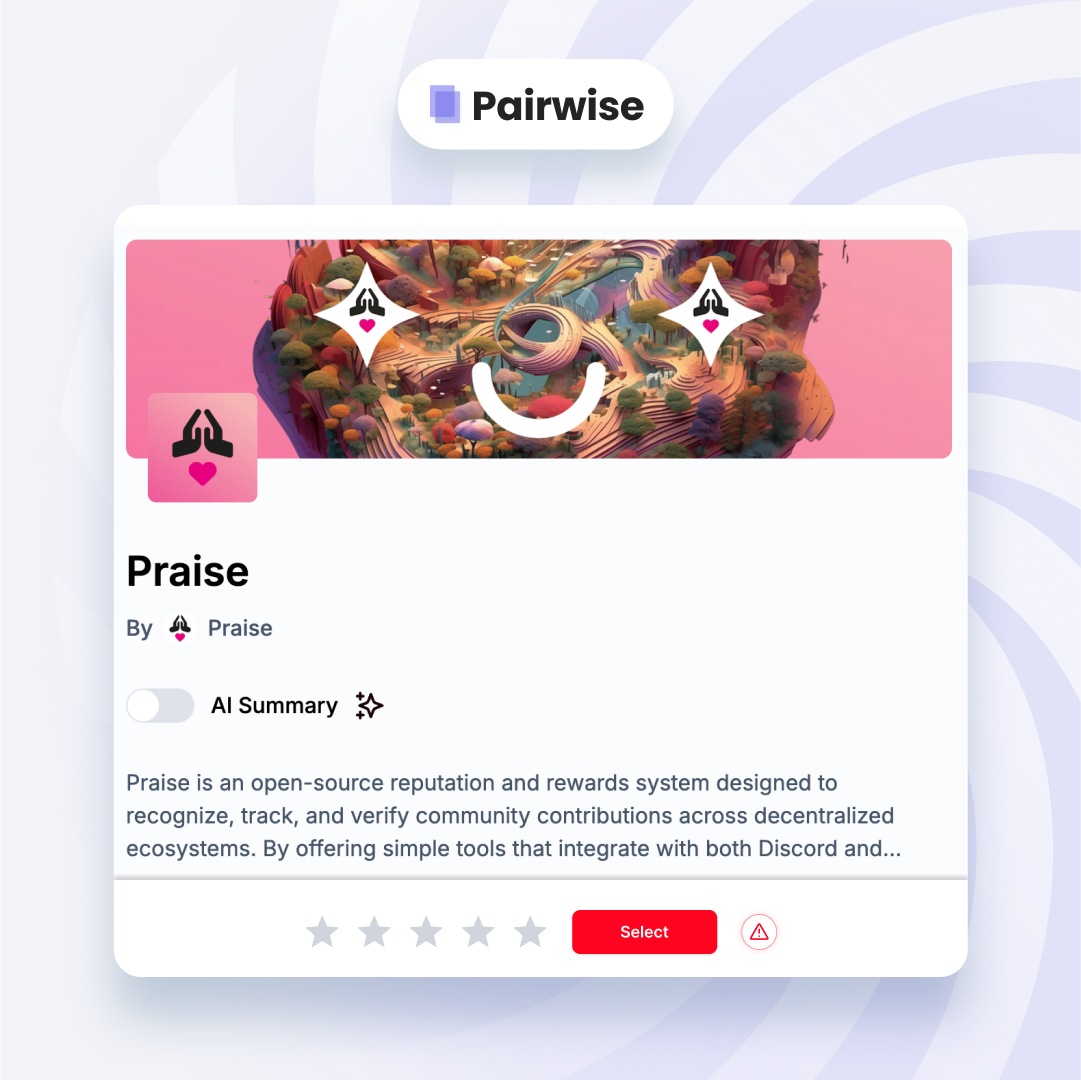 Pairwise
Praise
By Praise
AI Summary
Praise is an open-source reputation and rewards system designed to
recognize, track, and verify community contributions across decentralized
ecosystems. By offering simple tools that integrate with both Discord and...
Select